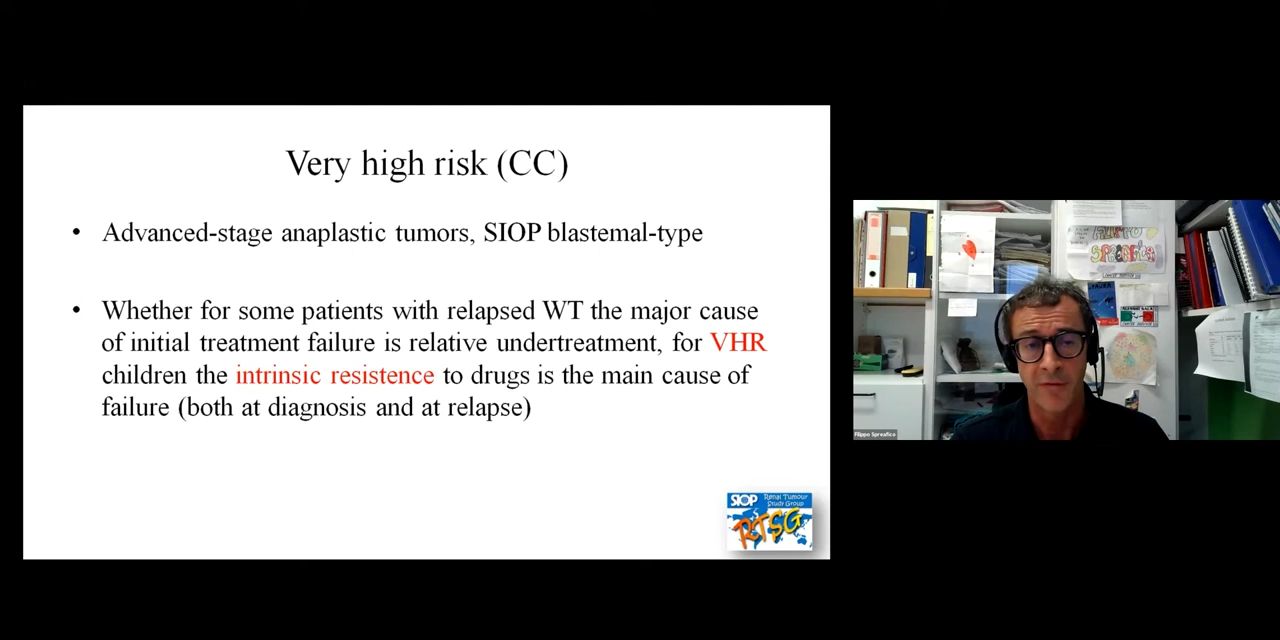 Very high risk (CC)
• Advanced-stage anaplastic tumors, SIOP blastemal-type
• Whether for some patients with relapsed WT the major cause
of initial treatment failure is relative undertreatment, for VHR
children the intrinsic resistence to drugs is the main cause of
failure (both at diagnosis and at relapse)
SIOP
Renal Tumour
Study Group
RTSG
Filippo Spreafico